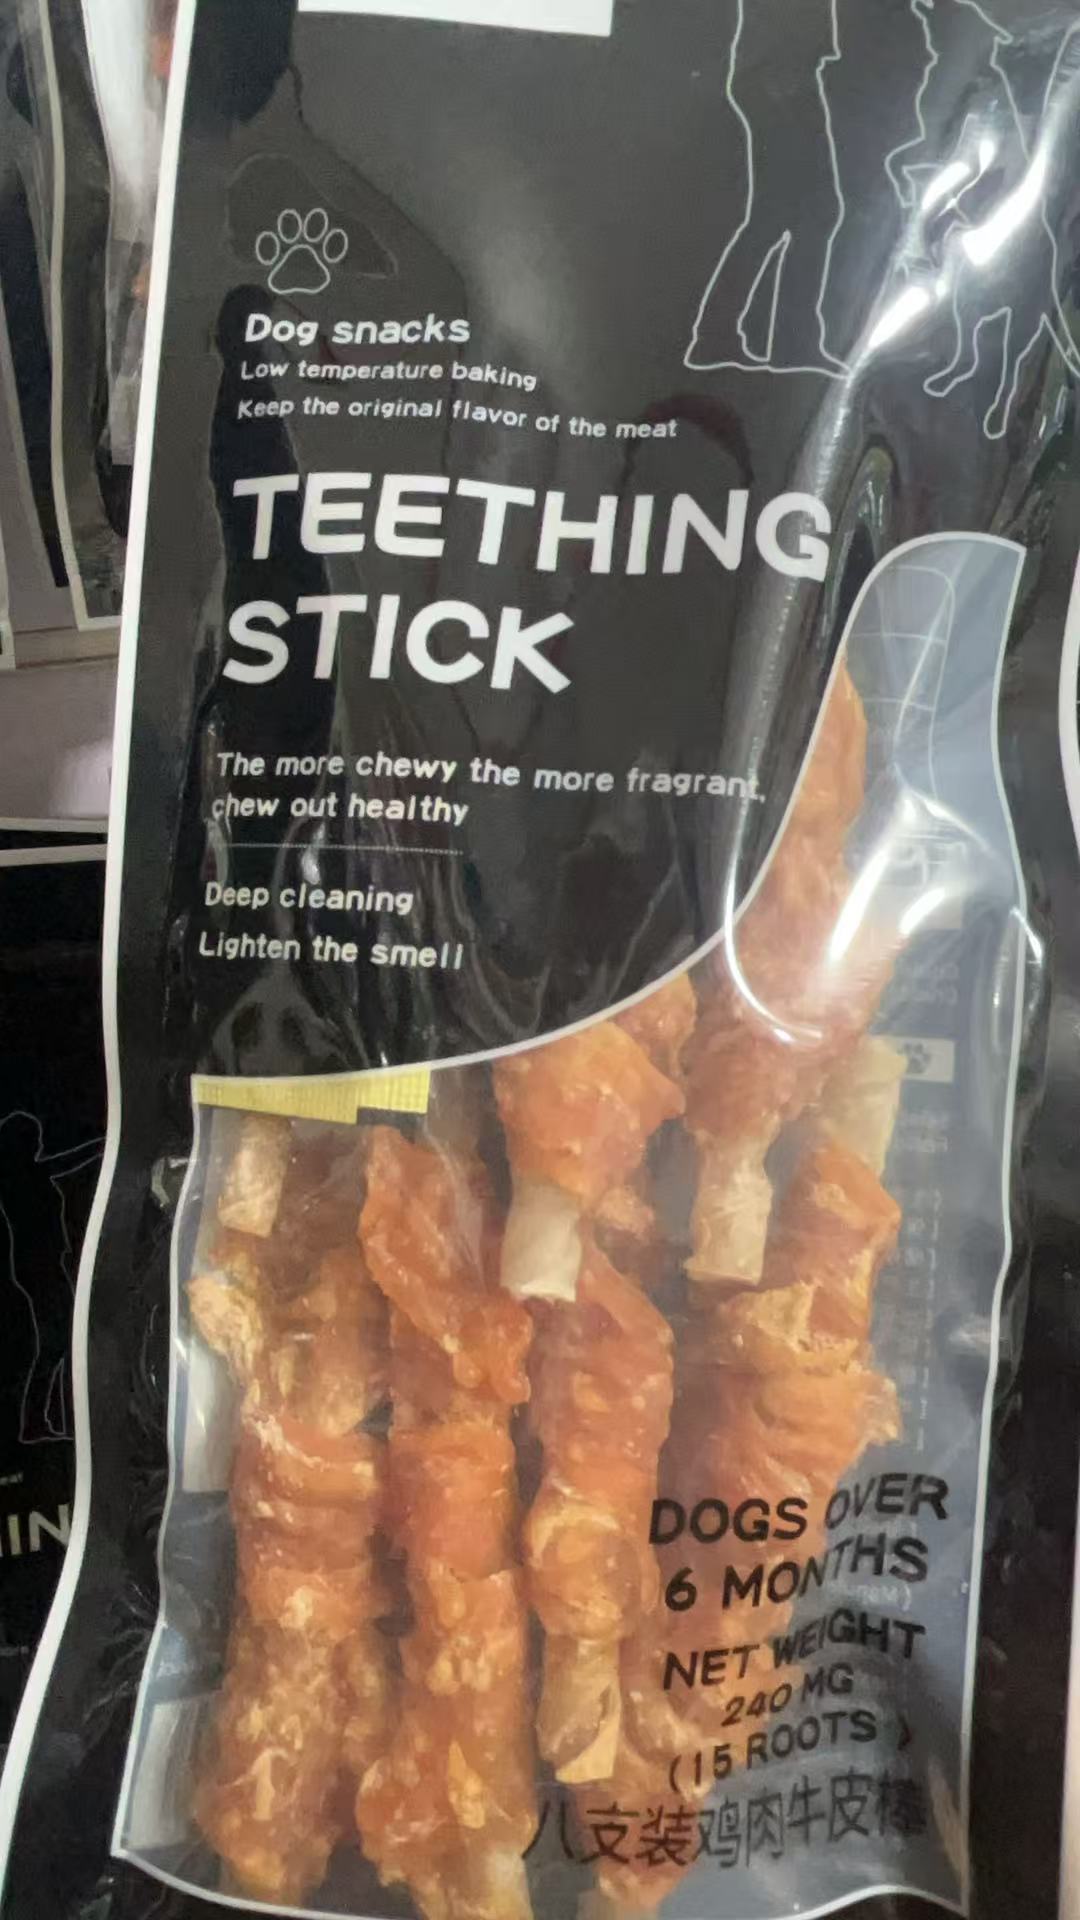 Dog snacks
Low temperature baking
Keep the original flavor of the meat
TEETHING
STICK
The more chewy the more fragrant,
chew out healthy
Deep cleaning
Lighten the smell
DOGS OVER
6 MONTHS
NET WEIGHT
240 MG
(15 ROOTS )
八支装鸡肉牛皮棒
IN